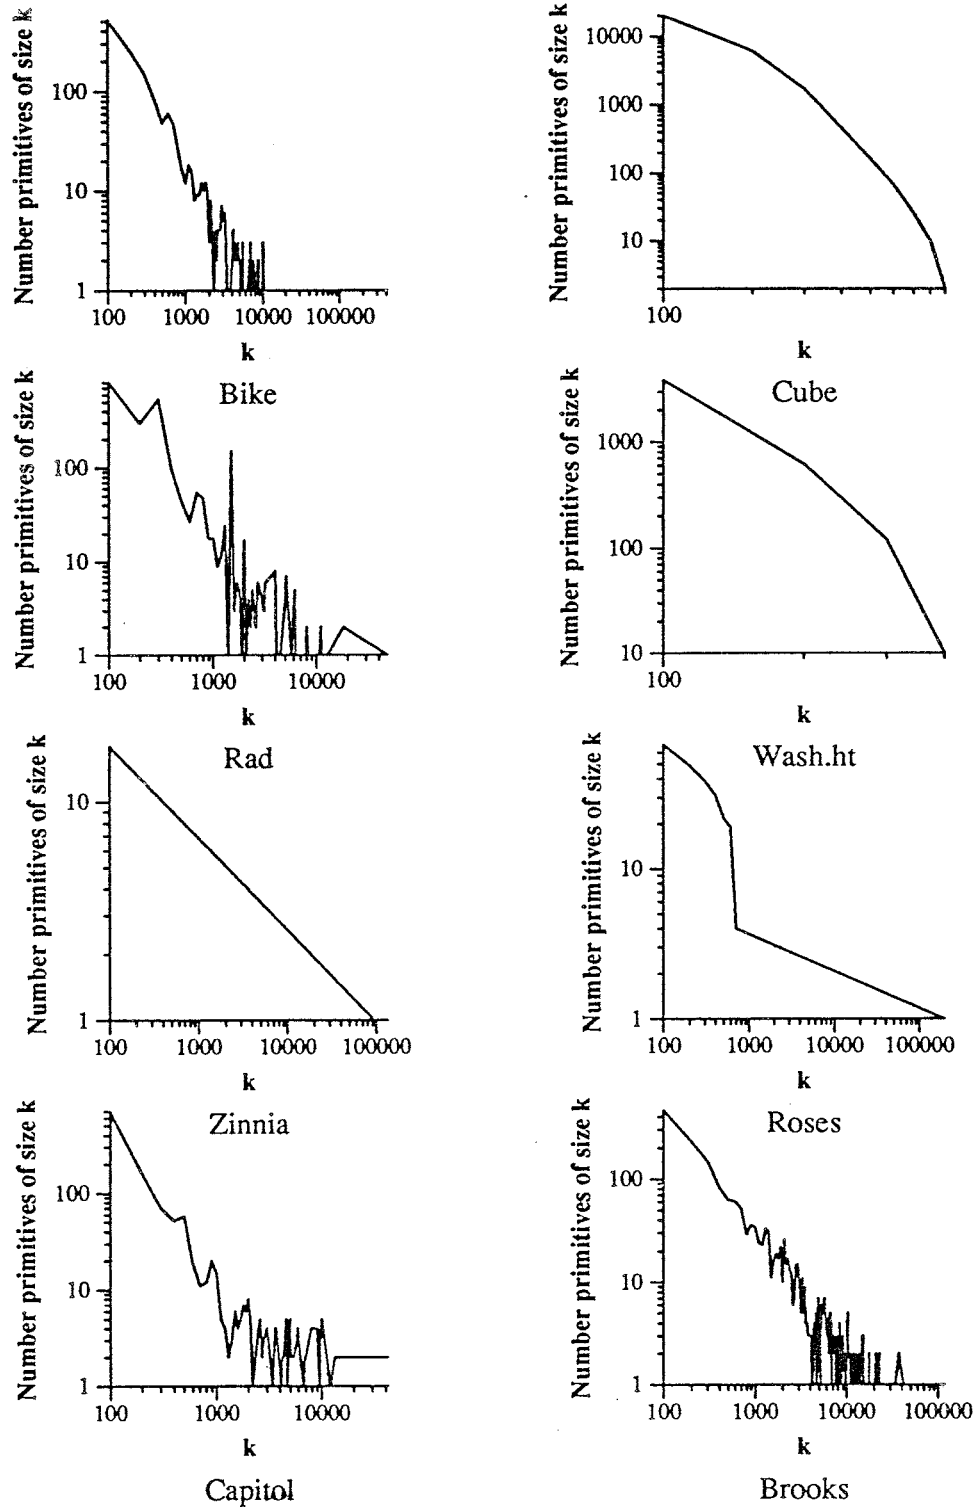 Number primitives of size k
100
10
1
100 1000 10000 100000
k
Bike
Number primitives of size k
10000
1000
100
10
100
k
Cube
Number primitives of size k
100
10
1
100 1000 10000
k
Rad
Number primitives of size k
1000
100
10
100
k
Wash.ht
Number primitives of size k
10
1
100 1000 10000 100000
k
Zinnia
Number primitives of size k
10
1
100 1000 10000 100000
k
Roses
Number primitives of size k
100
10
1
100 1000 10000
k
Capitol
Number primitives of size k
100
10
1
100 1000 10000 100000
k
Brooks